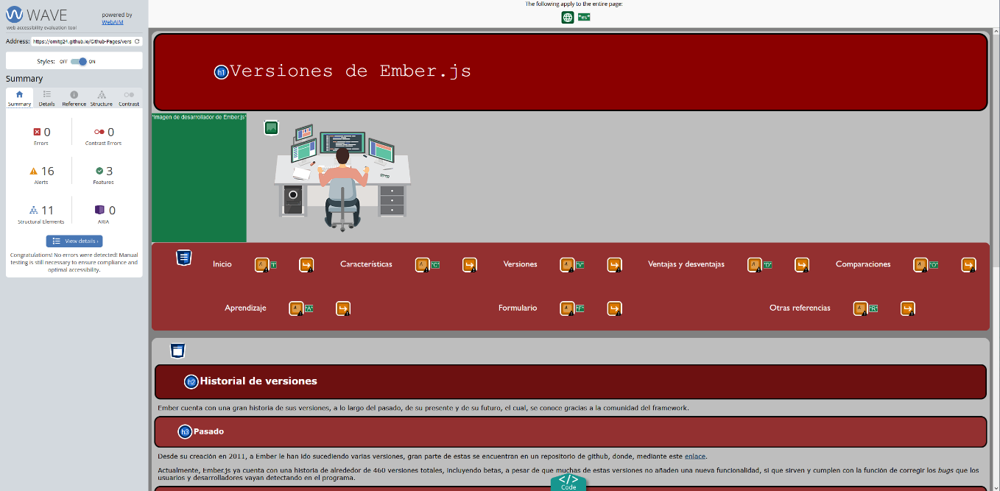 The following apply to the entire page:
*es*
WAVE
powered by
WebAIM
web accessibility evaluation tool
Address: https://omitg24.github.io/Github-Pages/vers
Styles: OFF ON
Summary
Summary Details Reference Structure Contrast
0 Errors
0 Contrast Errors
16 Alerts
3 Features
11 Structural Elements
0 ARIA
View details ›
Congratulations! No errors were detected! Manual
testing is still necessary to ensure compliance and
optimal accessibility.
h1 Versiones de Ember.js
*Imagen de desarrollador de Ember.js*
Inicio A *I* Características A *C* Versiones A *V* Ventajas y desventajas A *D* Comparaciones A *O*
Aprendizaje A *A* Formulario A *F* Otras referencias A *R*
h2 Historial de versiones
Ember cuenta con una gran historia de sus versiones, a lo largo del pasado, de su presente y de su futuro, el cual, se conoce gracias a la comunidad del framework.
h3 Pasado
Desde su creación en 2011, a Ember le han ido sucediendo varias versiones, gran parte de estas se encuentran en un repositorio de github, donde, mediante este enlace.
Actualmente, Ember.js ya cuenta con una historia de alrededor de 460 versiones totales, incluyendo betas, a pesar de que muchas de estas versiones no añaden una nueva funcionalidad, si que sirven y cumplen con la función de corregir los bugs que los
usuarios y desarrolladores vayan detectando en el programa.
</>
Code